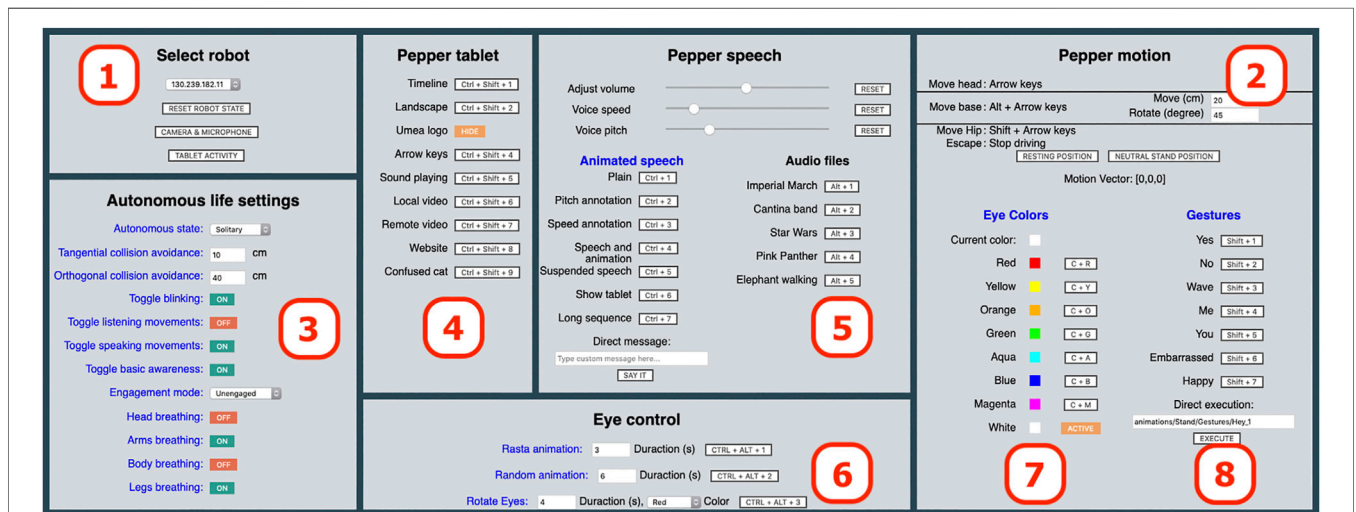 Select robot
1
130.239.182.11
RESET ROBOT STATE
CAMERA & MICROPHONE
TABLET ACTIVITY
Autonomous life settings
Autonomous state: Solitary
Tangential collision avoidance: 10 cm
Orthogonal collision avoidance: 40 cm
Toggle blinking: ON
Toggle listening movements: OFF
Toggle speaking movements: ON
Toggle basic awareness: ON
Engagement mode: Unengaged
Head breathing: OFF
Arms breathing: ON
Body breathing: OFF
Legs breathing: ON
3
Pepper tablet
Timeline Ctrl + Shift + 1
Landscape Ctrl + Shift + 2
Umea logo HIDE
Arrow keys Ctrl + Shift + 4
Sound playing Ctrl + Shift + 5
Local video Ctrl + Shift + 6
Remote video Ctrl + Shift + 7
Website Ctrl + Shift + 8
Confused cat Ctrl + Shift + 9
4
Pepper speech
Adjust volume RESET
Voice speed RESET
Voice pitch RESET
Animated speech
Plain Ctrl + 1
Pitch annotation Ctrl + 2
Speed annotation Ctrl + 3
Speech and
animation Ctrl + 4
Suspended speech Ctrl + 5
Show tablet Ctrl + 6
Long sequence Ctrl + 7
Direct message:
Type custom message here...
SAY IT
Audio files
Imperial March Alt + 1
Cantina band Alt + 2
Star Wars Alt + 3
Pink Panther Alt + 4
Elephant walking Alt + 5
5
Eye control
Rasta animation: 3 Duration (s) CTRL + ALT + 1
Random animation: 6 Duration (s) CTRL + ALT + 2
Rotate Eyes: 4 Duration (s), Red Color CTRL + ALT + 3
6
Pepper motion
2
Move head : Arrow keys
Move base : Alt + Arrow keys
Move (cm) 20
Rotate (degree) 45
Move Hip : Shift + Arrow keys
Escape : Stop driving
RESTING POSITION NEUTRAL STAND POSITION
Motion Vector: [0,0,0]
Eye Colors
Current color:
Red C + R
Yellow C + Y
Orange C + O
Green C + G
Aqua C + A
Blue C + B
Magenta C + M
White ACTIVE
7
Gestures
Yes Shift + 1
No Shift + 2
Wave Shift + 3
Me Shift + 4
You Shift + 5
Embarrassed Shift + 6
Happy Shift + 7
Direct execution:
animations/Stand/Gestures/Hey_1
EXECUTE
8